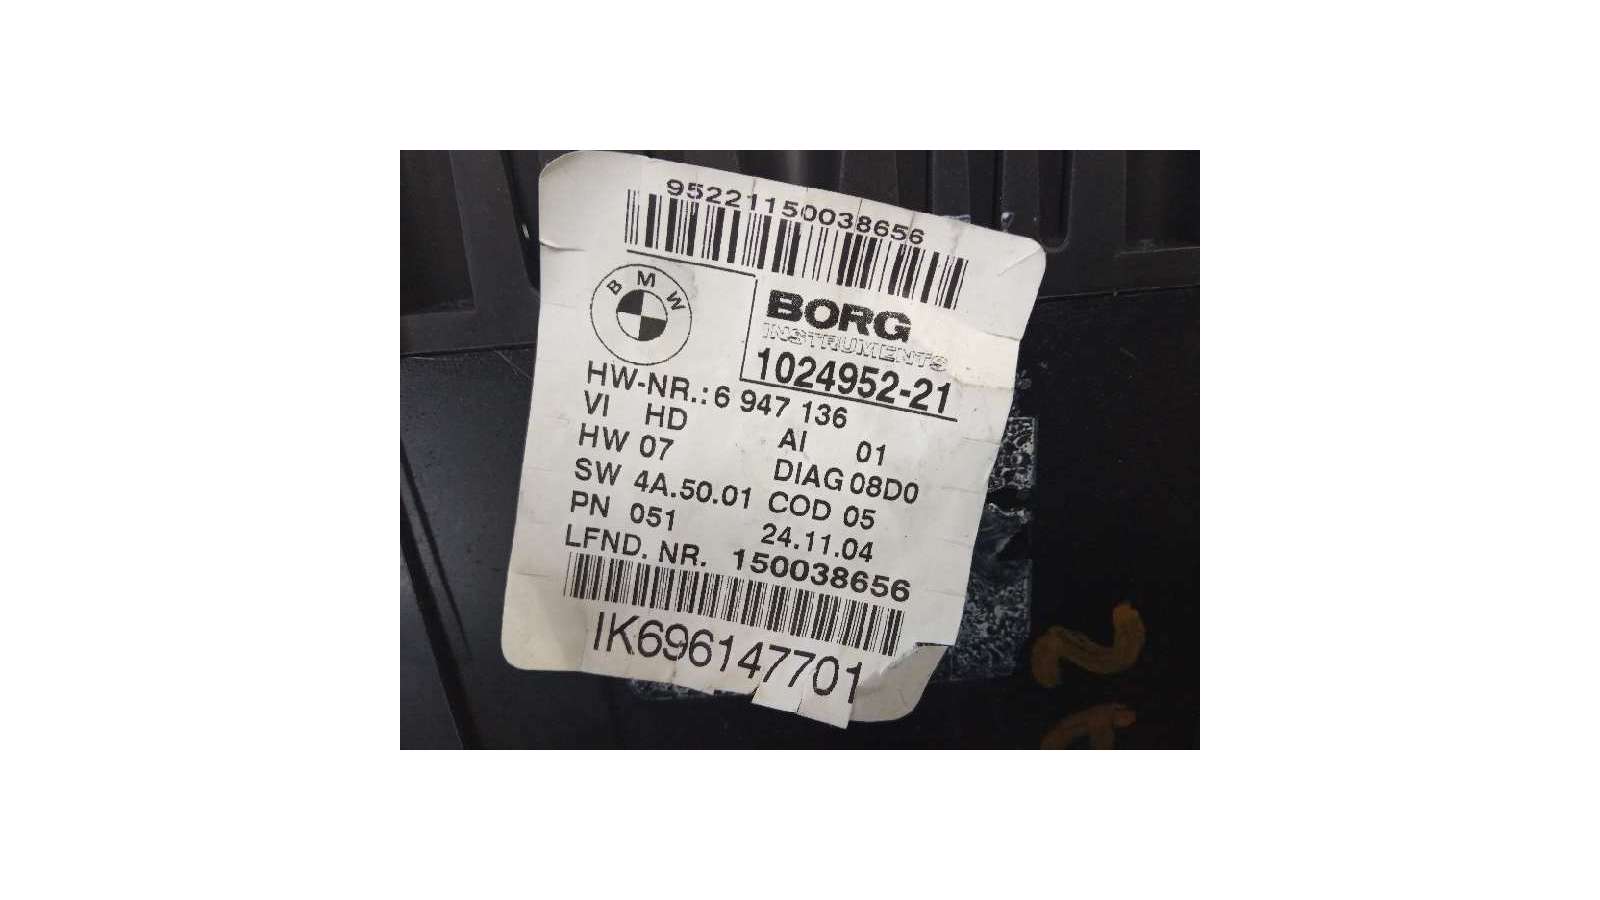 95221150038656
BMW
BORG
INSTRUMENTS
1024952-21
HW-NR.: 6 947 136
VI HD AI 01
HW 07 DIAG 08D0
SW 4A.50.01 COD 05
PN 051 24.11.04
LFND. NR. 150038656
IK696147701